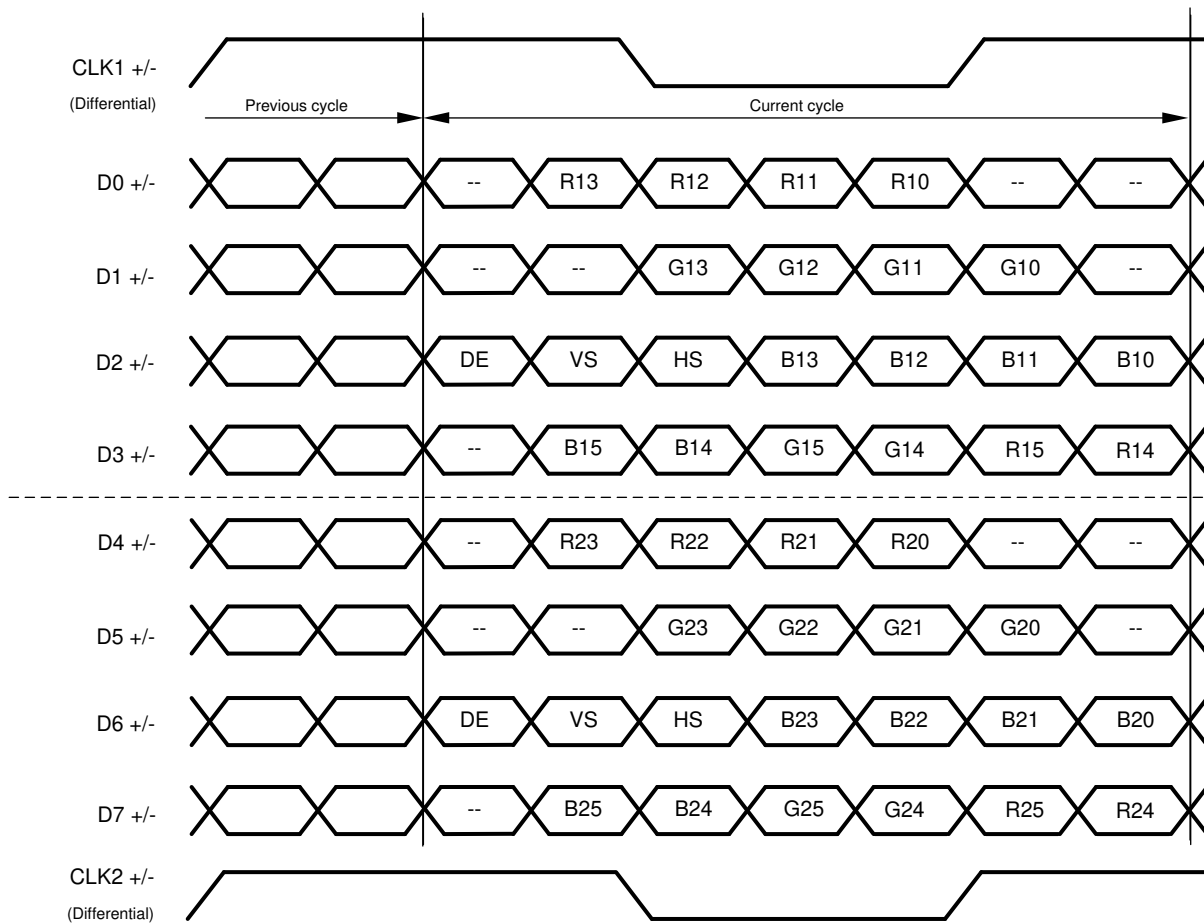 CLK1 +/-
(Differential)
Previous cycle
Current cycle
D0 +/- -- R13 R12 R11 R10 -- --
D1 +/- -- -- G13 G12 G11 G10 --
D2 +/- DE VS HS B13 B12 B11 B10
D3 +/- -- B15 B14 G15 G14 R15 R14
D4 +/- -- R23 R22 R21 R20 -- --
D5 +/- -- -- G23 G22 G21 G20 --
D6 +/- DE VS HS B23 B22 B21 B20
D7 +/- -- B25 B24 G25 G24 R25 R24
CLK2 +/-
(Differential)